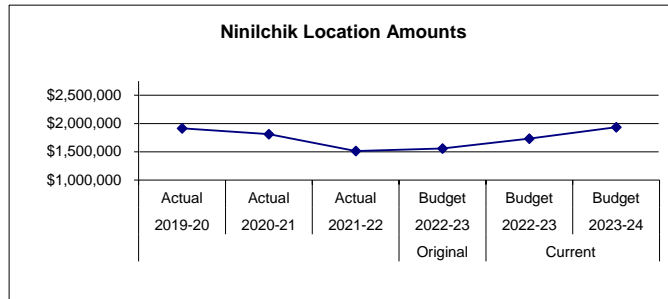 Ninilchik Location Amounts
$2,500,000
$2,000,000
$1,500,000
$1,000,000
Actual Actual Actual Budget Budget Budget
2019-20 2020-21 2021-22 2022-23 2022-23 2023-24
Original Current